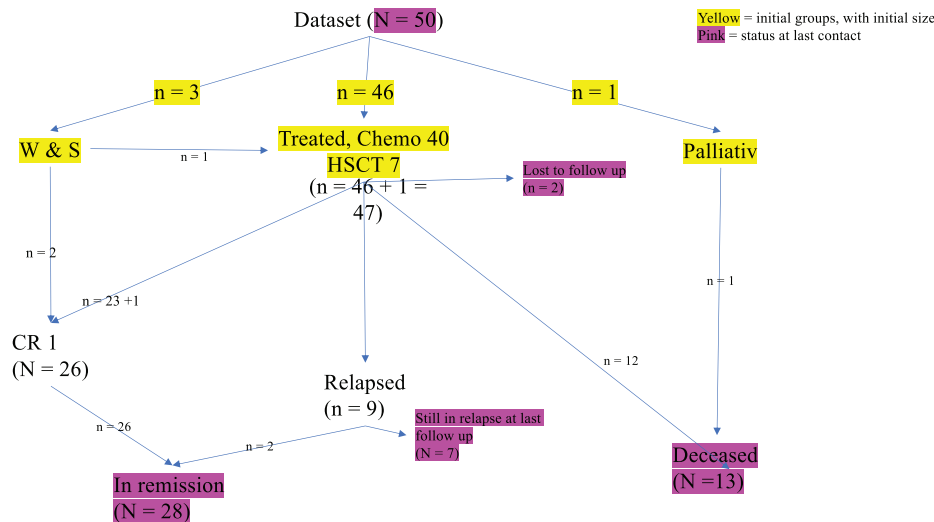 Dataset (N = 50)
Yellow = initial groups, with initial size
Pink = status at last contact
n = 3
n = 46
n = 1
W & S
n = 1
Treated, Chemo 40
HSCT 7
(n = 46 + 1 =
47)
Palliativ
Lost to follow up
(n = 2)
n = 2
n = 23 +1
n = 1
CR 1
(N = 26)
n = 12
Relapsed
(n = 9)
n = 26
n = 2
Still in relapse at last
follow up
(N = 7)
Deceased
(N =13)
In remission
(N = 28)